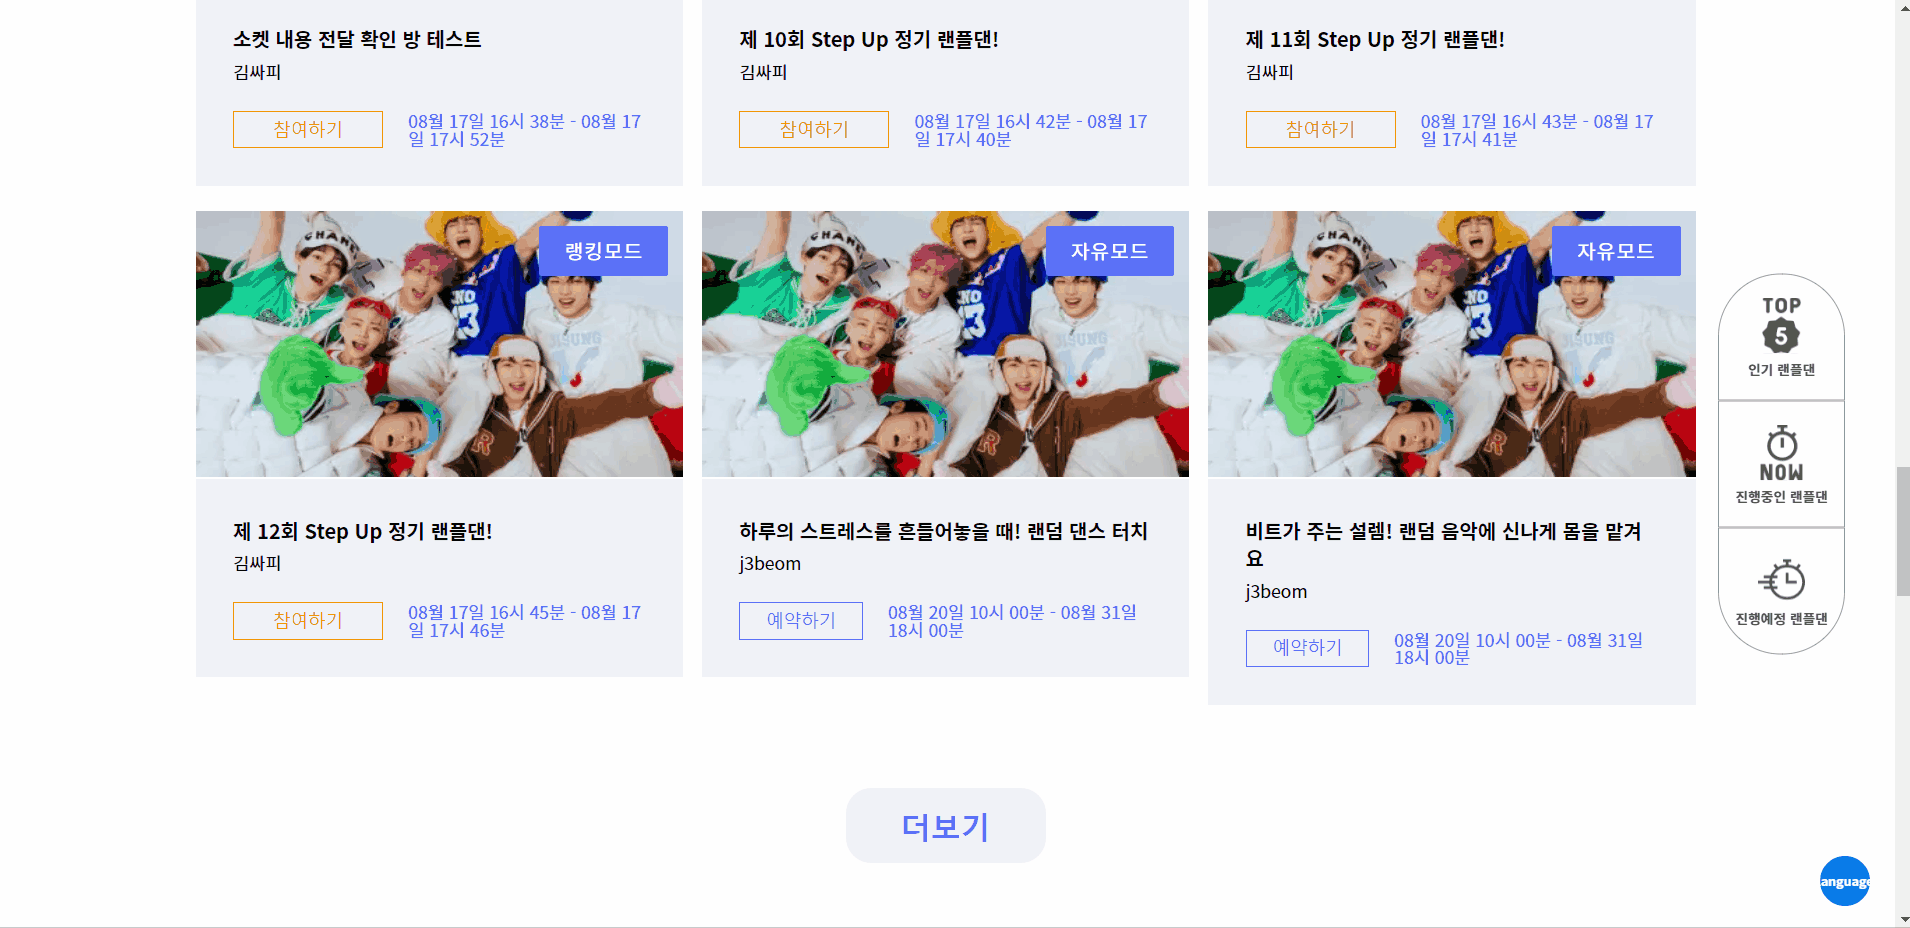 소켓 내용 전달 확인 방 테스트
김싸피
참여하기
08월 17일 16시 38분 - 08월 17
일 17시 52분
제 10회 Step Up 정기 랜플댄!
김싸피
참여하기
08월 17일 16시 42분 - 08월 17
일 17시 40분
제 11회 Step Up 정기 랜플댄!
김싸피
참여하기
08월 17일 16시 43분 - 08월 17
일 17시 41분
랭킹모드
제 12회 Step Up 정기 랜플댄!
김싸피
참여하기
08월 17일 16시 45분 - 08월 17
일 17시 46분
자유모드
하루의 스트레스를 흔들어놓을 때! 랜덤 댄스 터치
j3beom
예약하기
08월 20일 10시 00분 - 08월 31일
18시 00분
자유모드
비트가 주는 설렘! 랜덤 음악에 신나게 몸을 맡겨
요
j3beom
예약하기
08월 20일 10시 00분 - 08월 31일
18시 00분
TOP
5
인기 랜플댄
NOW
진행중인 랜플댄
진행예정 랜플댄
더보기
anguage